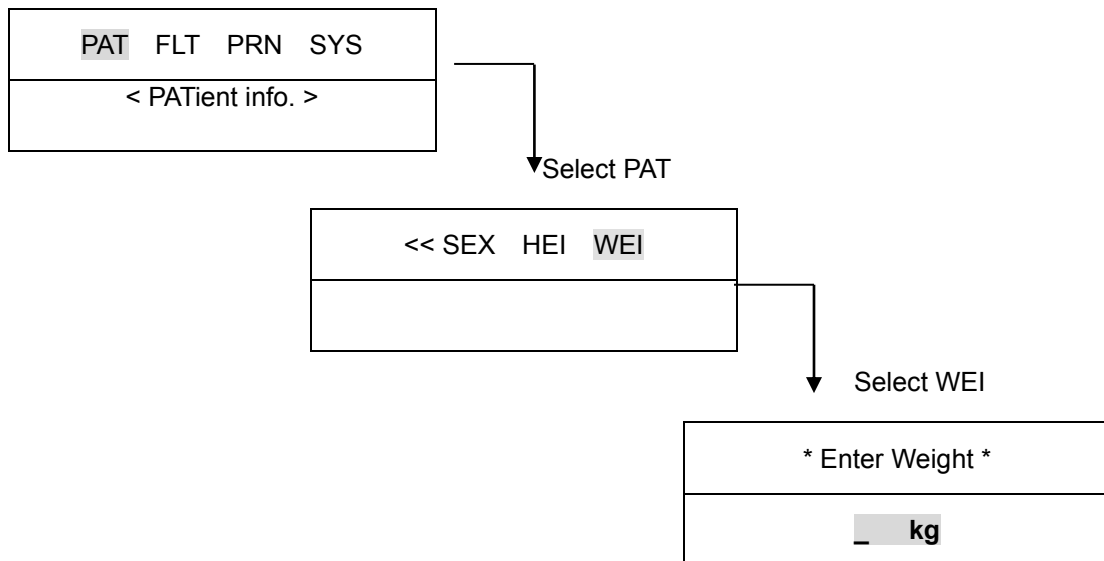 PAT FLT PRN SYS
< PATient info. >
Select PAT
<< SEX HEI WEI
Select WEI
* Enter Weight *
_ kg